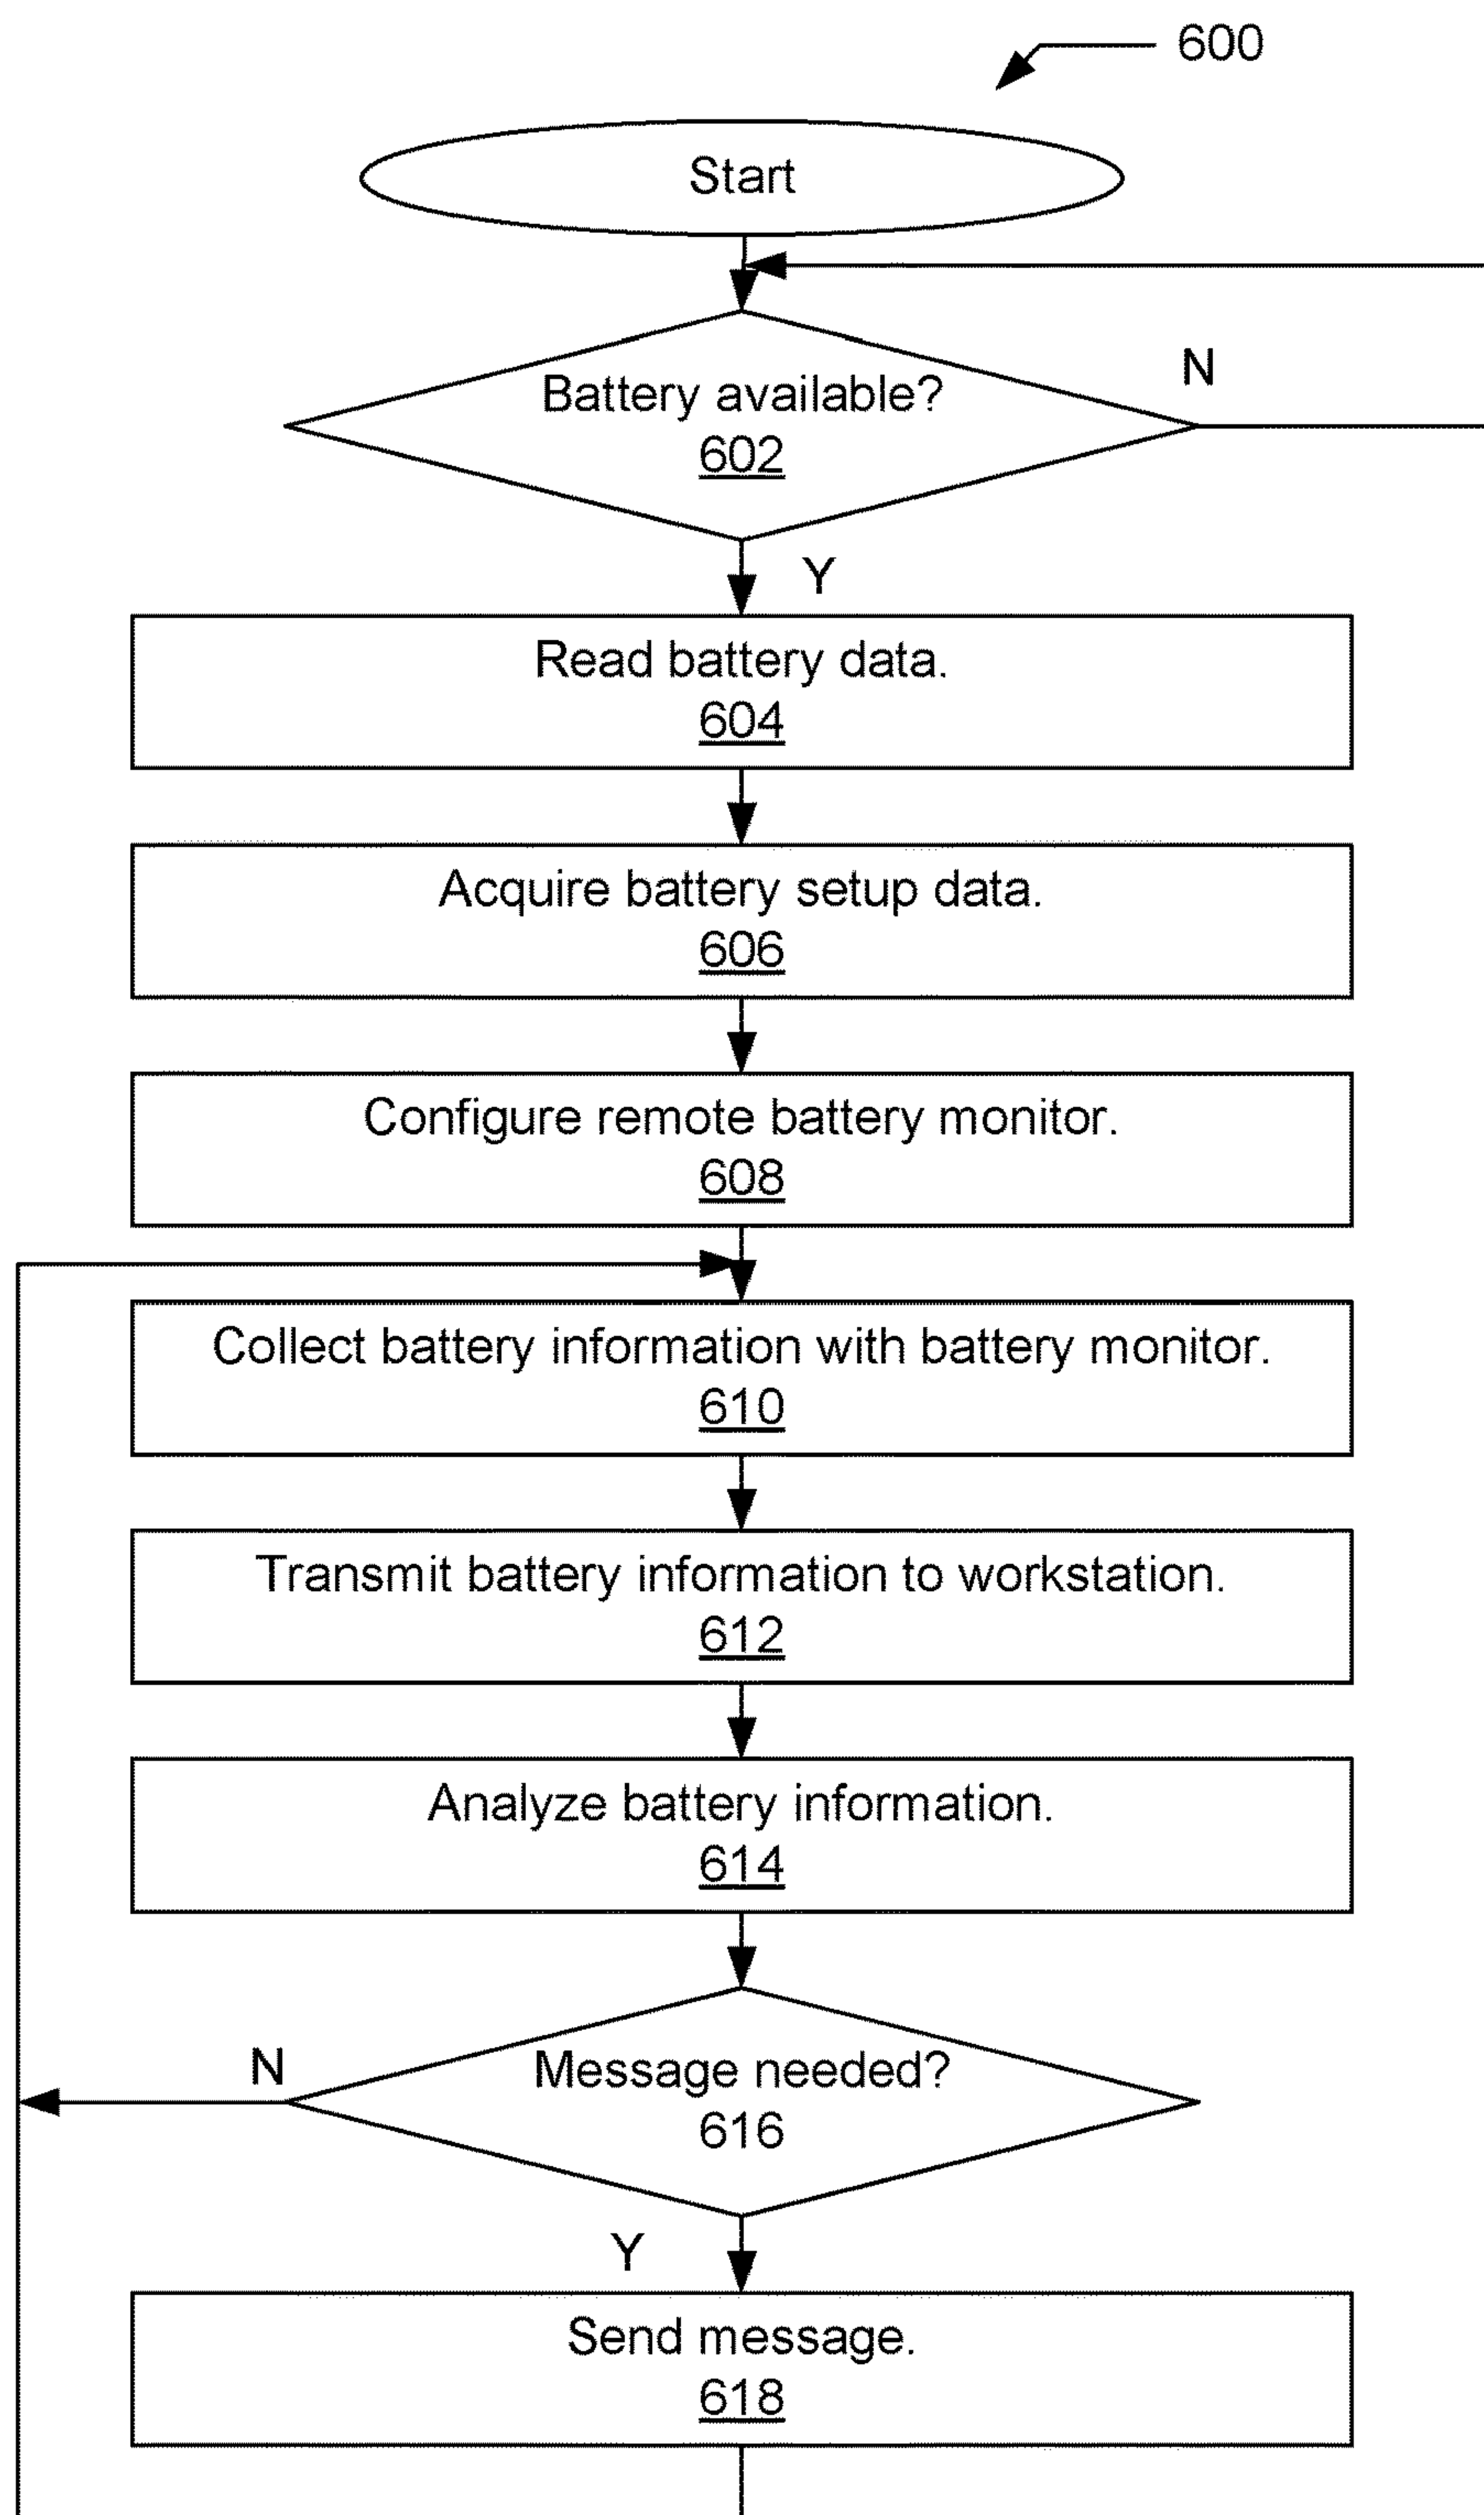 600
Start
Battery available?
602
N
Y
Read battery data.
604
Acquire battery setup data.
606
Configure remote battery monitor.
608
Collect battery information with battery monitor.
610
Transmit battery information to workstation.
612
Analyze battery information.
614
Message needed?
616
N
Y
Send message.
618